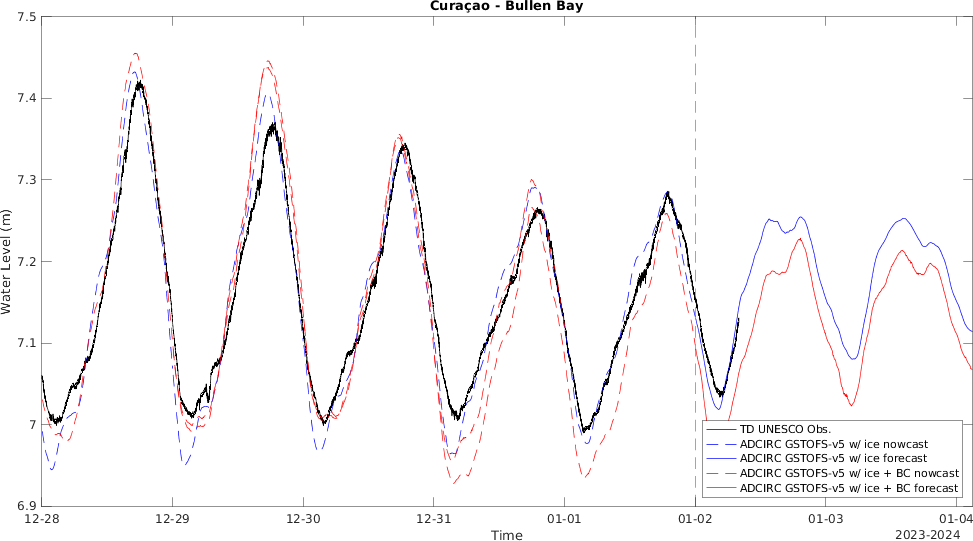 Curaçao - Bullen Bay
7.5
7.4
7.3
7.2
7.1
7
6.9
Water Level (m)
12-28
12-29
12-30
12-31
01-01
01-02
01-03
01-04
Time
2023-2024
TD UNESCO Obs.
ADCIRC GSTOFS-v5 w/ ice nowcast
ADCIRC GSTOFS-v5 w/ ice forecast
ADCIRC GSTOFS-v5 w/ ice + BC nowcast
ADCIRC GSTOFS-v5 w/ ice + BC forecast